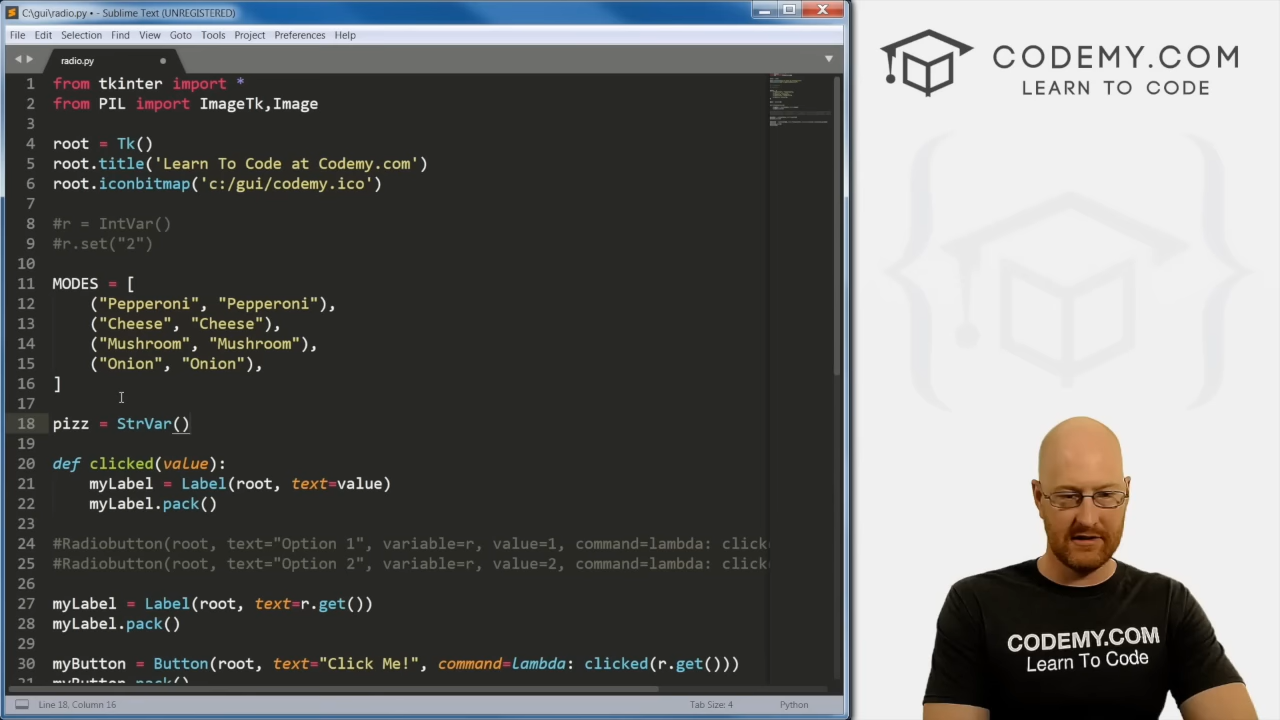 C:\gui\radio.py • - Sublime Text (UNREGISTERED)
File Edit Selection Find View Goto Tools Project Preferences Help
radio.py
1 from tkinter import *
2 from PIL import ImageTk,Image
3
4 root = Tk()
5 root.title('Learn To Code at Codemy.com')
6 root.iconbitmap('c:/gui/codemy.ico')
7
8 #r = IntVar()
9 #r.set("2")
10
11 MODES = [
12 ("Pepperoni", "Pepperoni"),
13 ("Cheese", "Cheese"),
14 ("Mushroom", "Mushroom"),
15 ("Onion", "Onion"),
16 ]
17
18 pizz = StrVar()
19
20 def clicked(value):
21 myLabel = Label(root, text=value)
22 myLabel.pack()
23
24 #Radiobutton(root, text="Option 1", variable=r, value=1, command=lambda: click
25 #Radiobutton(root, text="Option 2", variable=r, value=2, command=lambda: click
26
27 myLabel = Label(root, text=r.get())
28 myLabel.pack()
29
30 myButton = Button(root, text="Click Me!", command=lambda: clicked(r.get()))
myButton.pack()
Line 18, Column 16 Tab Size: 4 Python
CODEMY.COM
LEARN TO CODE
CODEMY.COM
Learn To Code